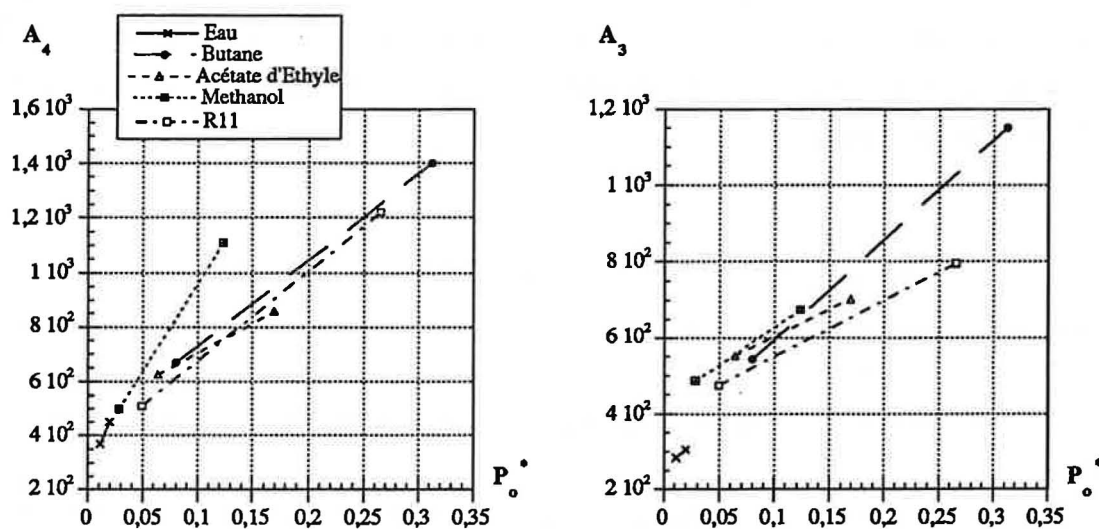 A4
Eau
Butane
Acétate d'Ethyle
Methanol
R11
1,6 10³
1,4 10³
1,2 10³
1 10³
8 10²
6 10²
4 10²
2 10²
0 0,05 0,1 0,15 0,2 0,25 0,3 0,35
Po*
A3
1,2 10³
1 10³
8 10²
6 10²
4 10²
2 10²
0 0,05 0,1 0,15 0,2 0,25 0,3 0,35
Po*